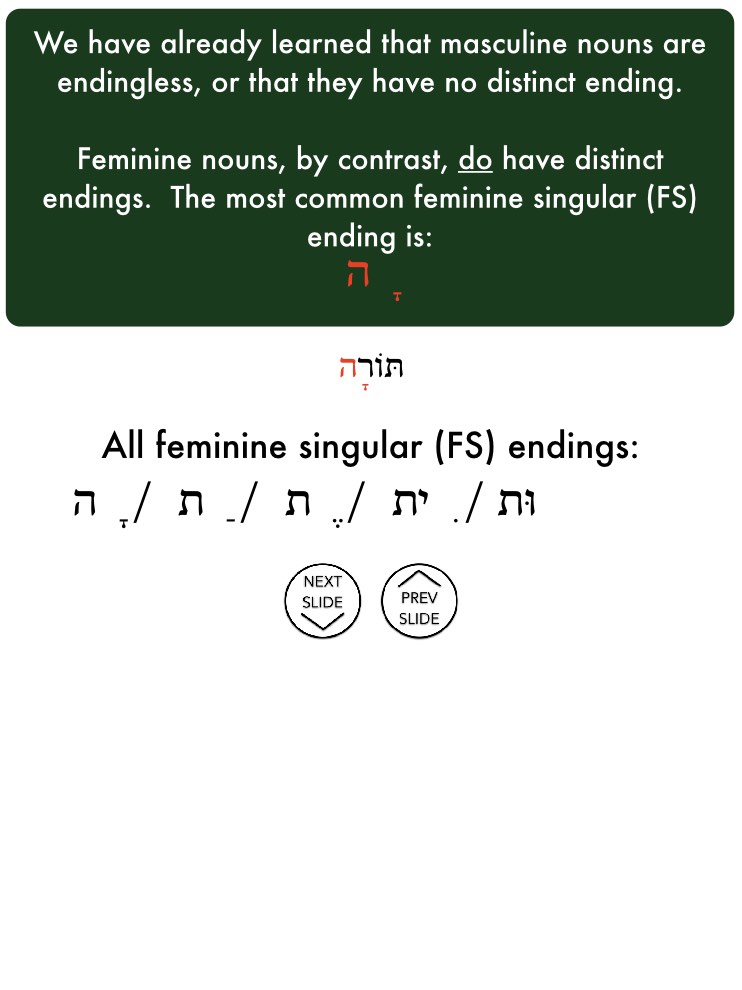 We have already learned that masculine nouns are
endingless, or that they have no distinct ending.
Feminine nouns, by contrast, do have distinct
endings. The most common feminine singular (FS)
ending is:
ָ ה
תּוֹרָה
All feminine singular (FS) endings:
ָ ה / ַ ת / ֶ ת / ִ ית / וּת
NEXT
SLIDE
PREV
SLIDE